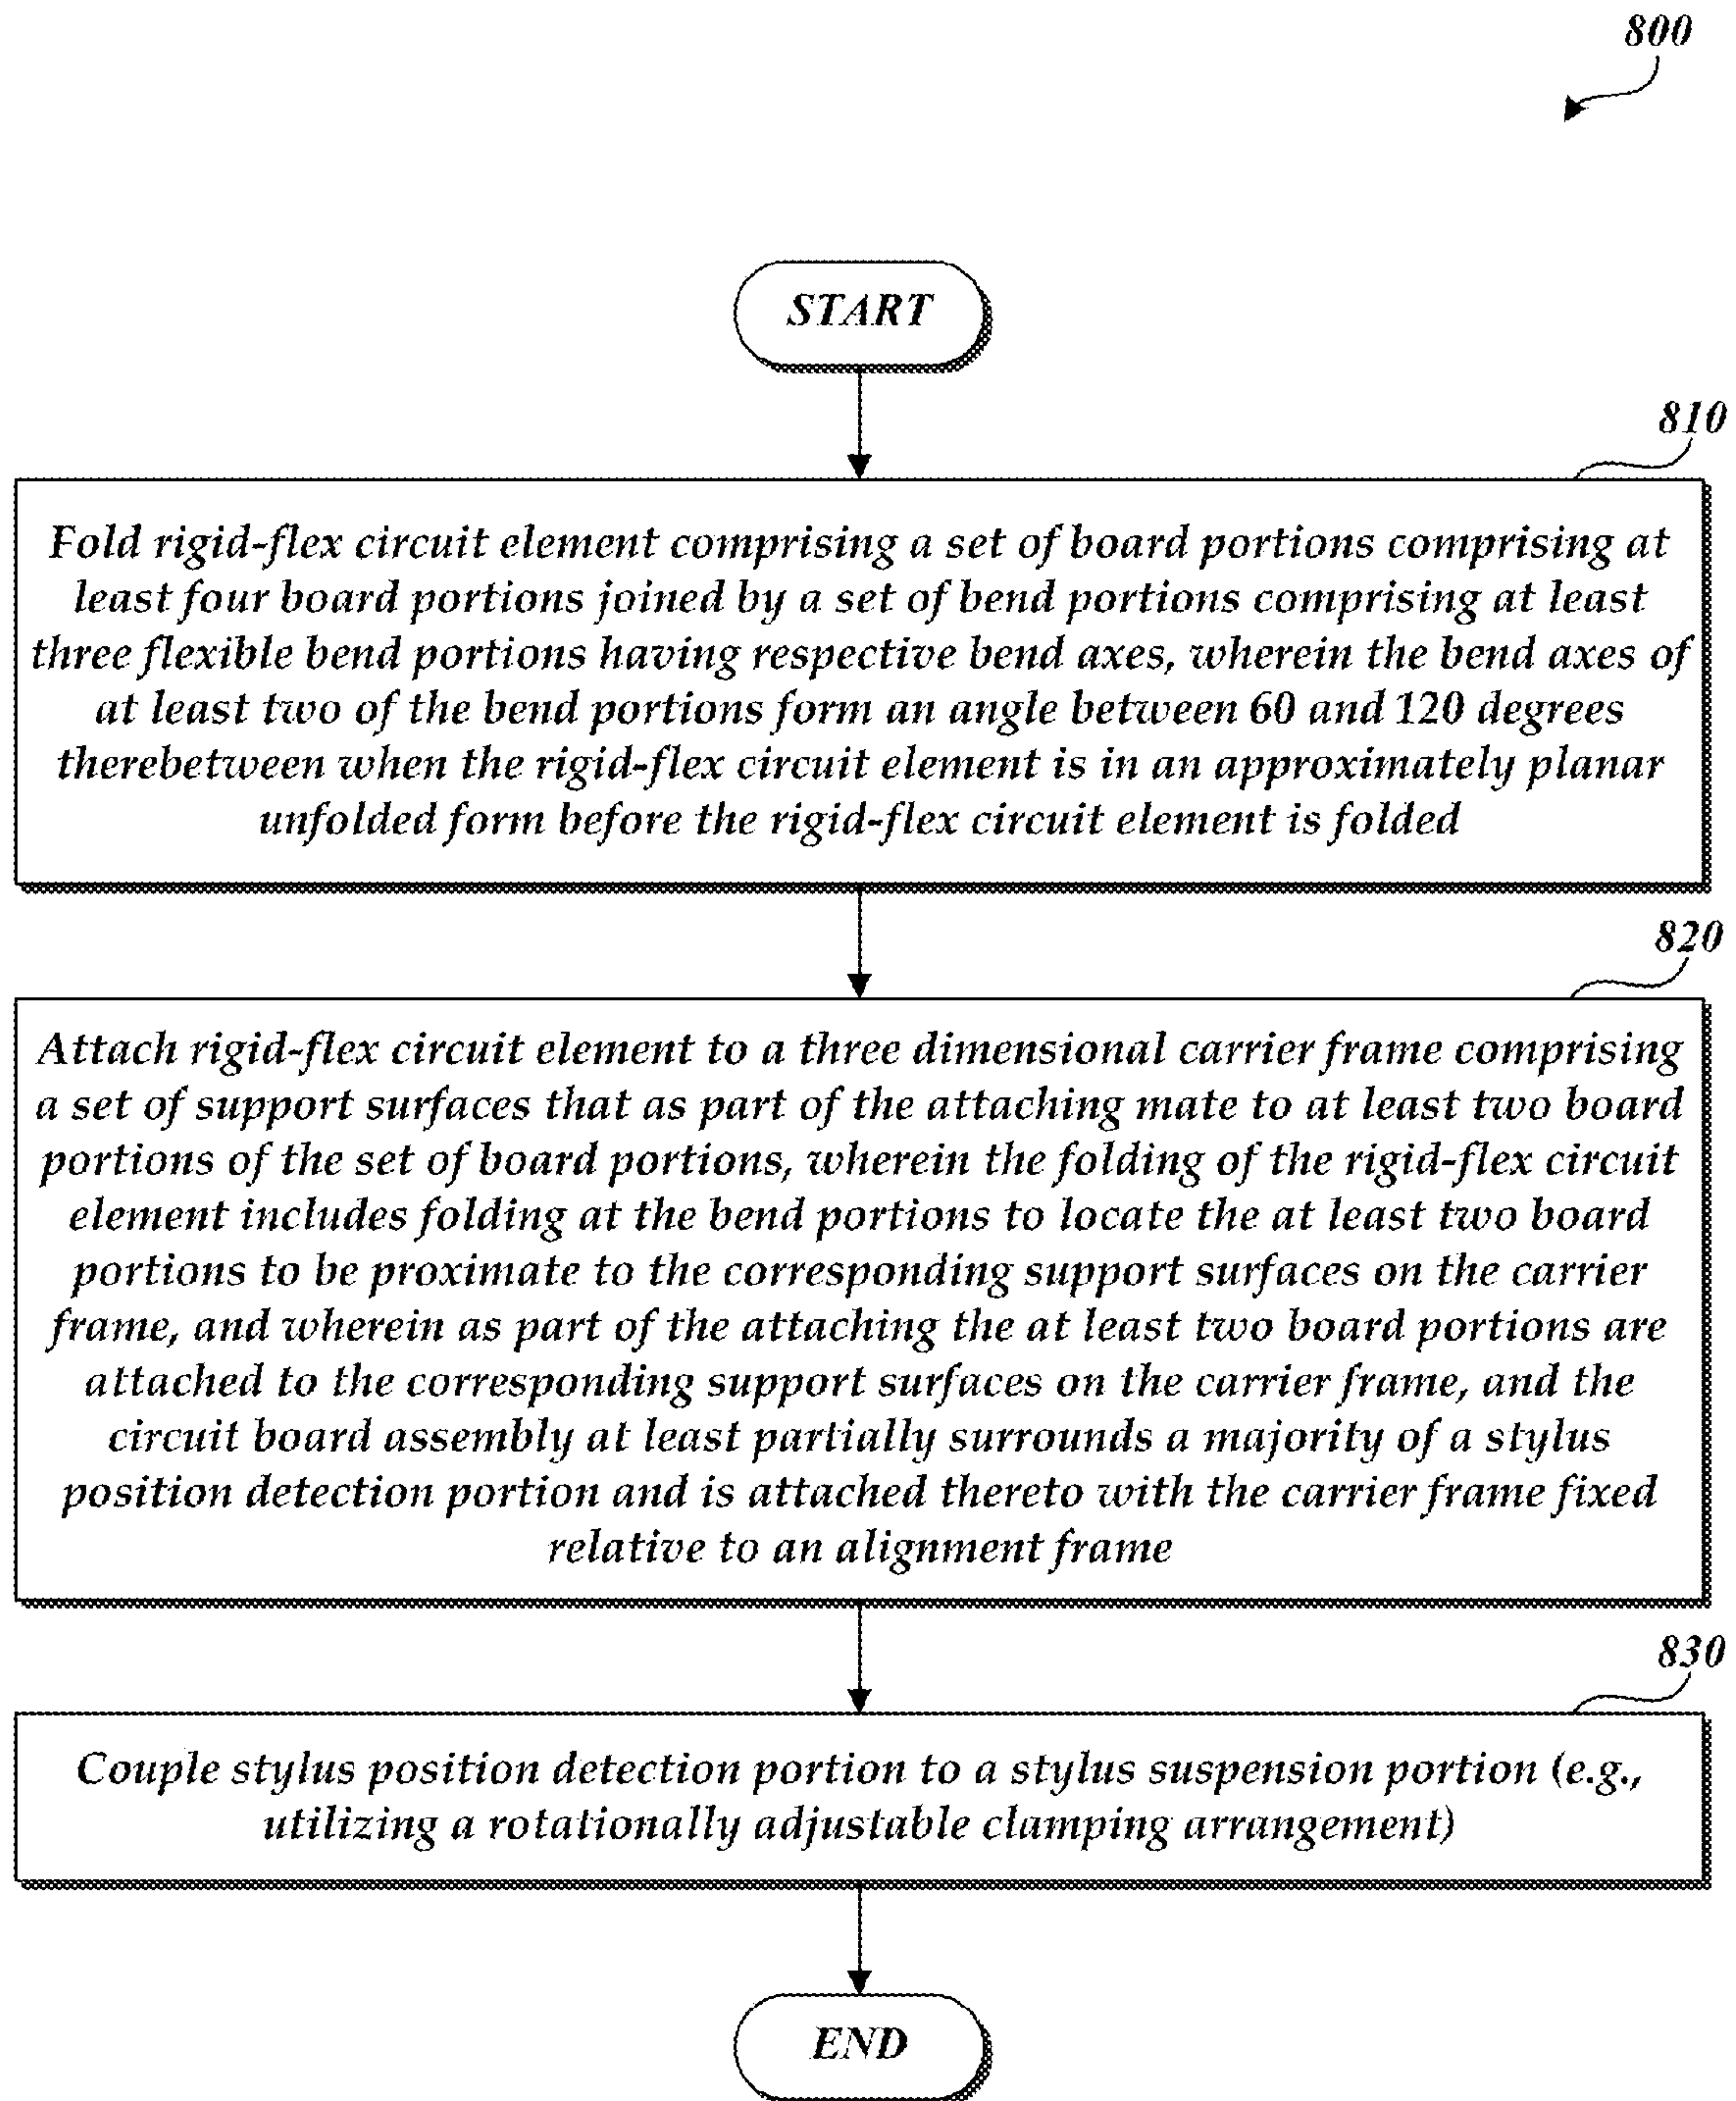 800
START
810
Fold rigid-flex circuit element comprising a set of board portions comprising at
least four board portions joined by a set of bend portions comprising at least
three flexible bend portions having respective bend axes, wherein the bend axes of
at least two of the bend portions form an angle between 60 and 120 degrees
therebetween when the rigid-flex circuit element is in an approximately planar
unfolded form before the rigid-flex circuit element is folded
820
Attach rigid-flex circuit element to a three dimensional carrier frame comprising
a set of support surfaces that as part of the attaching mate to at least two board
portions of the set of board portions, wherein the folding of the rigid-flex circuit
element includes folding at the bend portions to locate the at least two board
portions to be proximate to the corresponding support surfaces on the carrier
frame, and wherein as part of the attaching the at least two board portions are
attached to the corresponding support surfaces on the carrier frame, and the
circuit board assembly at least partially surrounds a majority of a stylus
position detection portion and is attached thereto with the carrier frame fixed
relative to an alignment frame
830
Couple stylus position detection portion to a stylus suspension portion (e.g.,
utilizing a rotationally adjustable clamping arrangement)
END